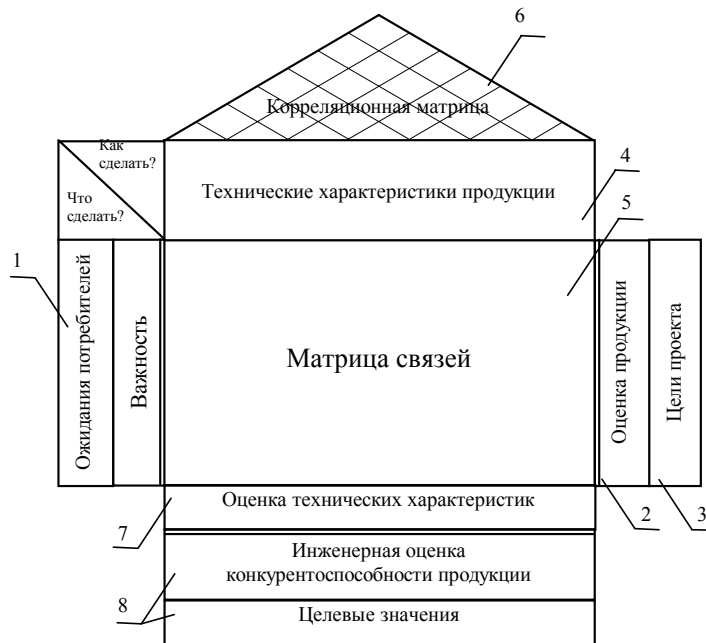 6
Корреляционная матрица
Как
сделать?
Что
сделать?
Технические характеристики продукции
4
5
1
Ожидания потребителей
Важность
Матрица связей
Оценка продукции
Цели проекта
Оценка технических характеристик
2
3
7
Инженерная оценка
конкурентоспособности продукции
8
Целевые значения